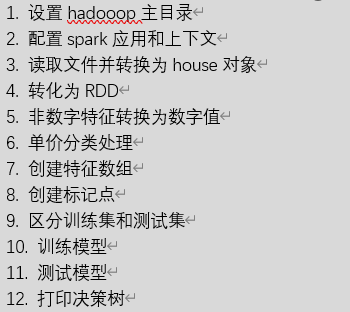 1. 设置 hadooop 主目录
2. 配置 spark 应用和上下文
3. 读取文件并转换为 house 对象
4. 转化为 RDD
5. 非数字特征转换为数字值
6. 单价分类处理
7. 创建特征数组
8. 创建标记点
9. 区分训练集和测试集
10. 训练模型
11. 测试模型
12. 打印决策树